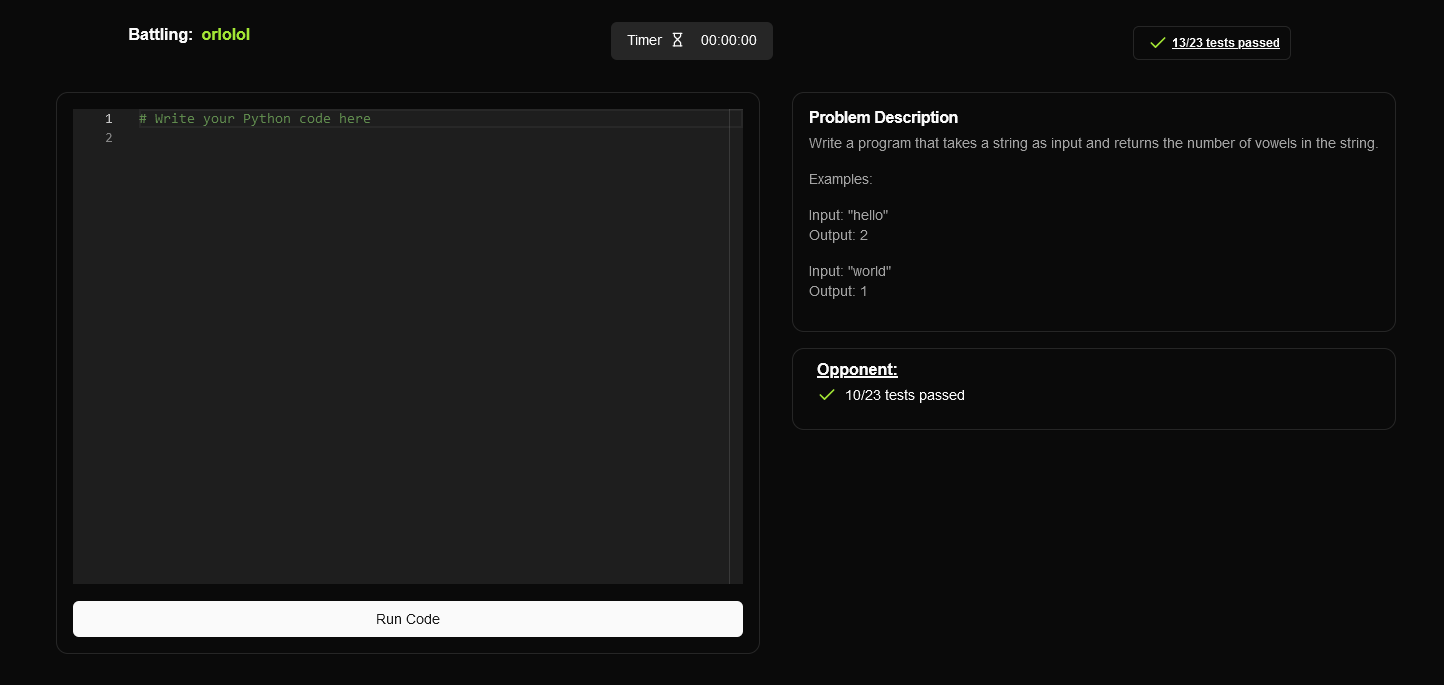 Battling: orlolol
Timer 00:00:00
13/23 tests passed
1 # Write your Python code here
2
Run Code
Problem Description
Write a program that takes a string as input and returns the number of vowels in the string.
Examples:
Input: "hello"
Output: 2
Input: "world"
Output: 1
Opponent:
10/23 tests passed